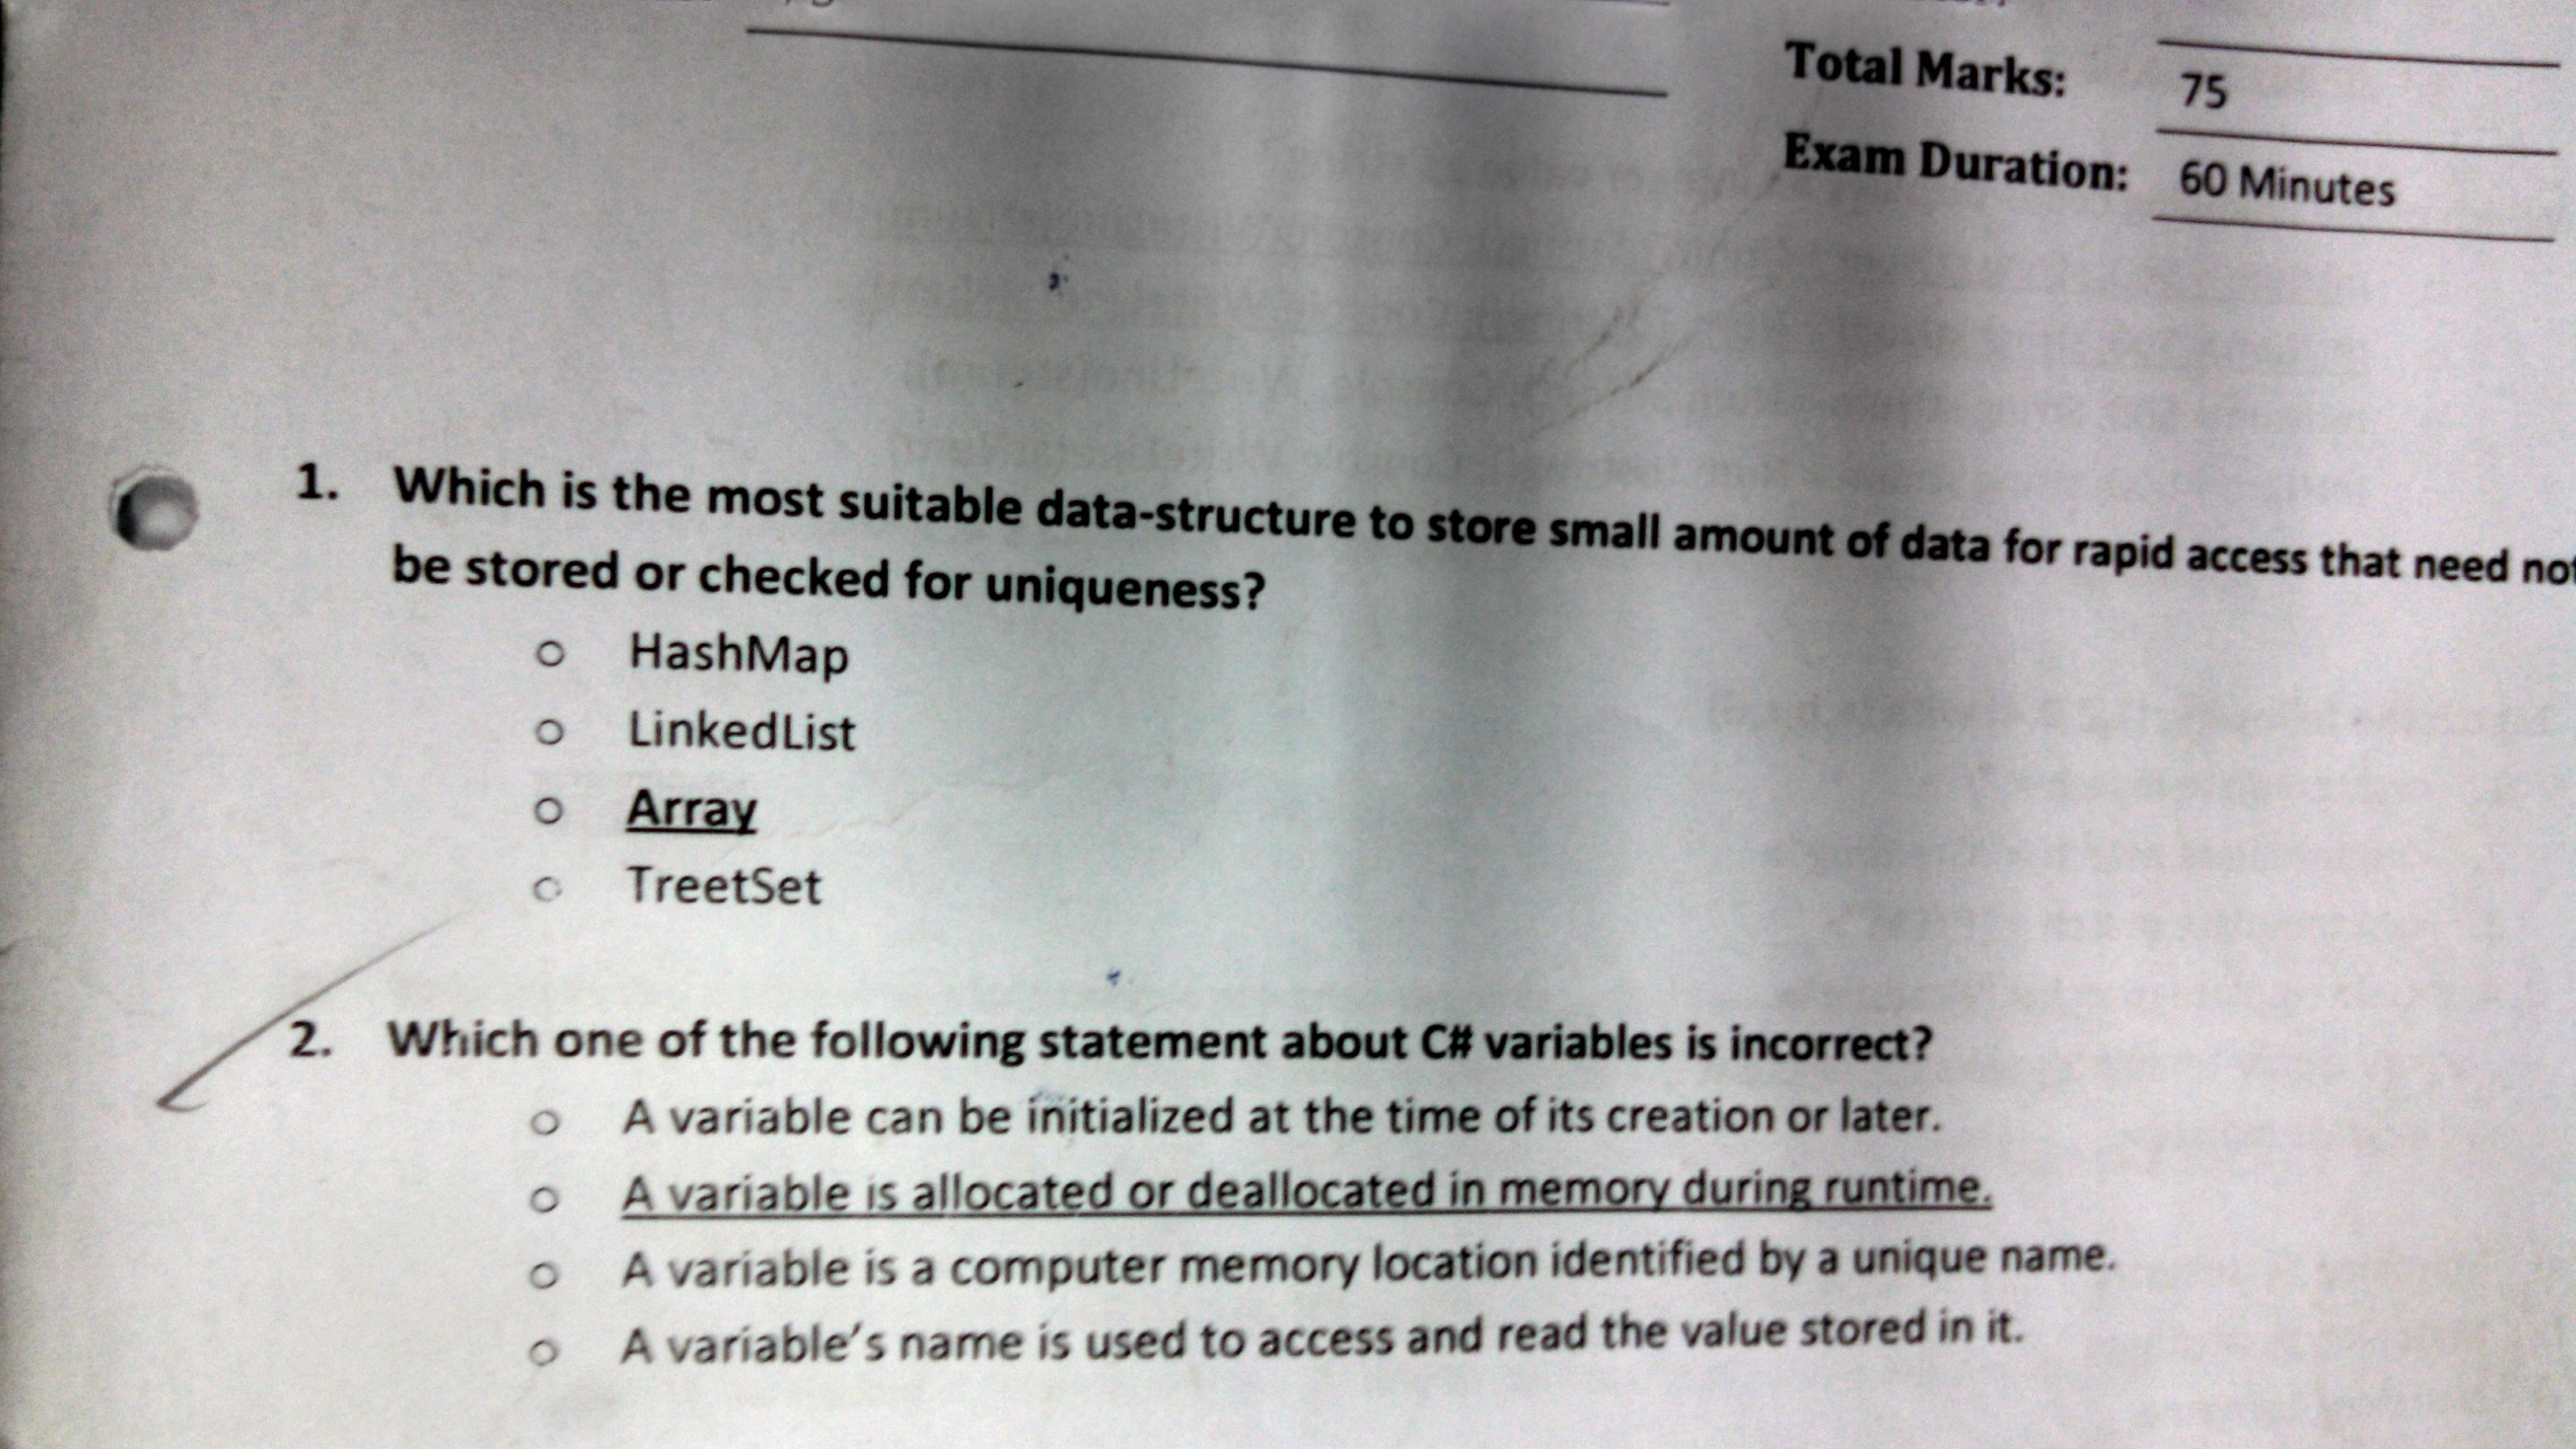 Total Marks: 75
Exam Duration: 60 Minutes
1. Which is the most suitable data-structure to store small amount of data for rapid access that need not
be stored or checked for uniqueness?
o HashMap
o LinkedList
o Array
o TreetSet
2. Which one of the following statement about C# variables is incorrect?
o A variable can be initialized at the time of its creation or later.
o A variable is allocated or deallocated in memory during runtime.
o A variable is a computer memory location identified by a unique name.
o A variable's name is used to access and read the value stored in it.